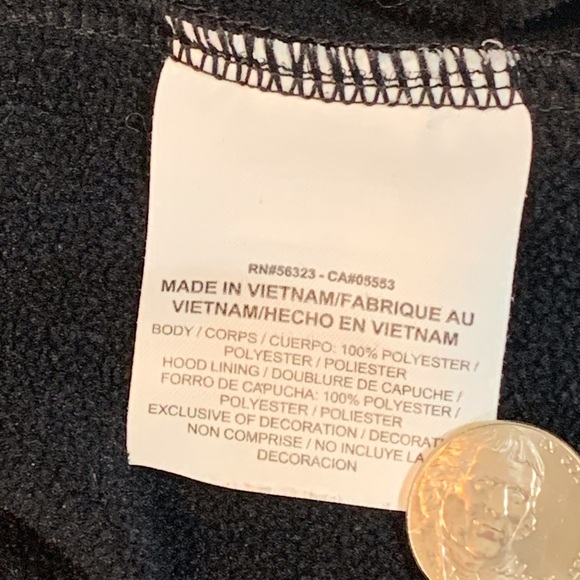 RN#56323 - CA#05553
MADE IN VIETNAM/FABRIQUE AU
VIETNAM/HECHO EN VIETNAM
BODY / CORPS / CUERPO: 100% POLYESTER /
POLYESTER / POLIESTER
HOOD LINING / DOUBLURE DE CAPUCHE /
FORRO DE CAPUCHA: 100% POLYESTER /
POLYESTER / POLIESTER
EXCLUSIVE OF DECORATION / DECORAT
NON COMPRISE / NO INCLUYE LA
DECORACION